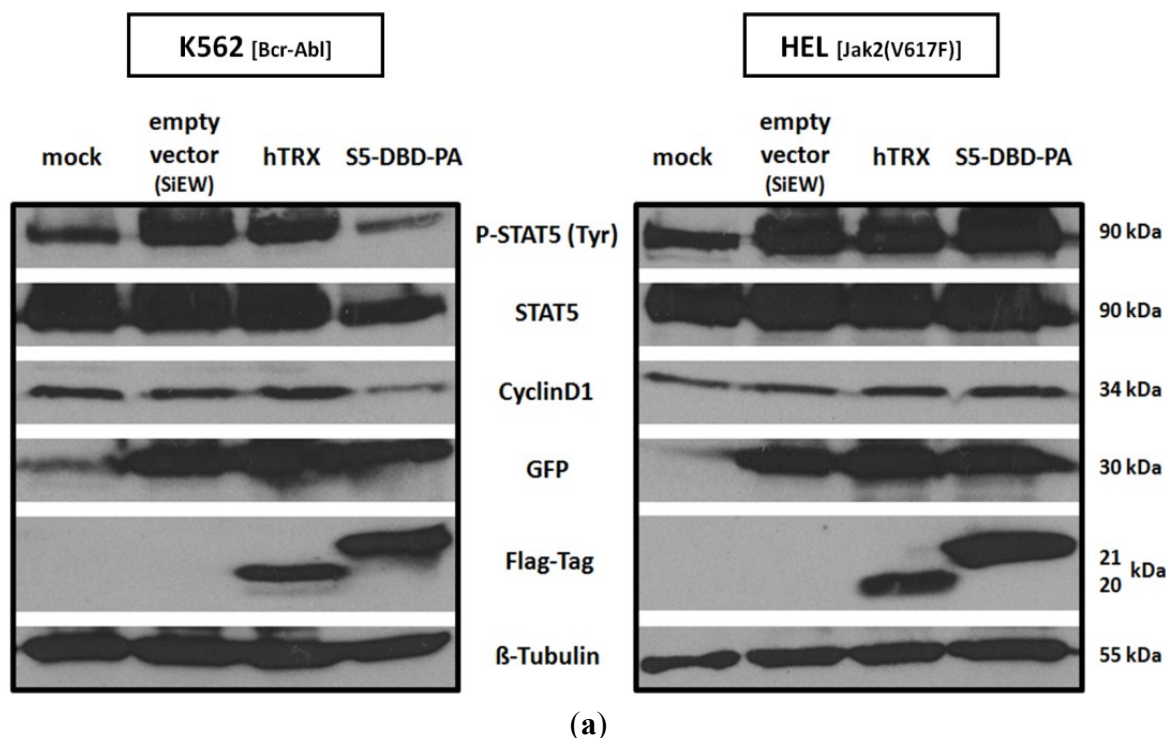 K562 [Bcr-Abl]
HEL [Jak2(V617F)]
mock
empty
vector
(SiEW)
hTRX
S5-DBD-PA
mock
empty
vector
(SiEW)
hTRX
S5-DBD-PA
P-STAT5 (Tyr)
90 kDa
STAT5
90 kDa
CyclinD1
34 kDa
GFP
30 kDa
Flag-Tag
21
20
kDa
ß-Tubulin
55 kDa
(a)